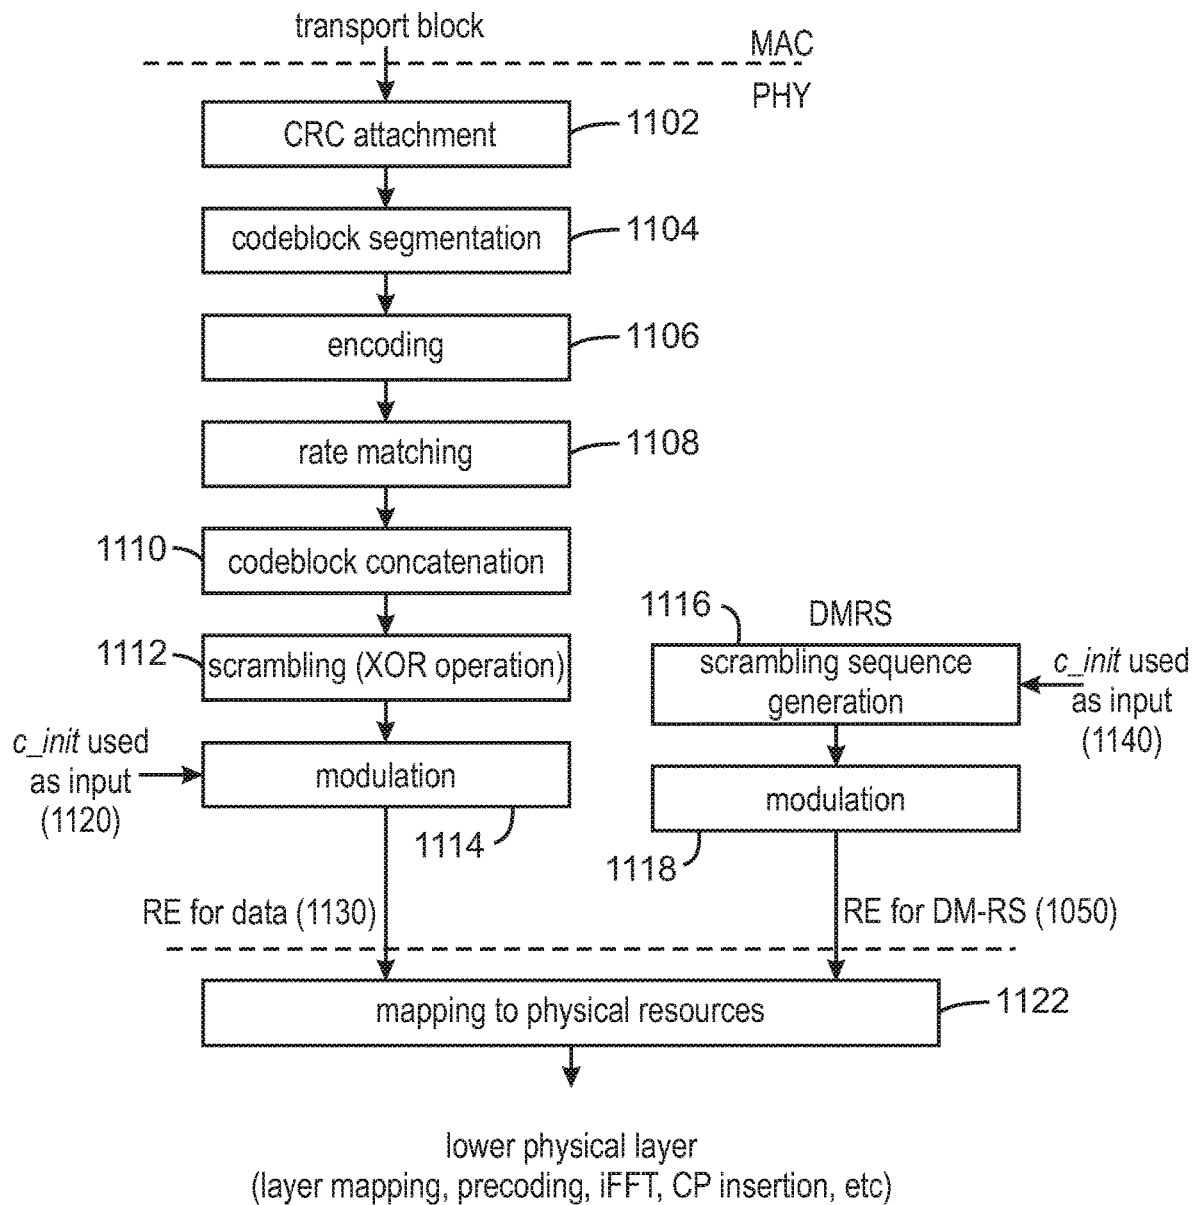 transport block
MAC
PHY
CRC attachment
1102
codeblock segmentation
1104
encoding
1106
rate matching
1108
1110
codeblock concatenation
1112
scrambling (XOR operation)
c_init used
as input
(1120)
modulation
1114
DMRS
1116
scrambling sequence
generation
c_init used
as input
(1140)
modulation
1118
RE for data (1130)
RE for DM-RS (1050)
mapping to physical resources
1122
lower physical layer
(layer mapping, precoding, iFFT, CP insertion, etc)